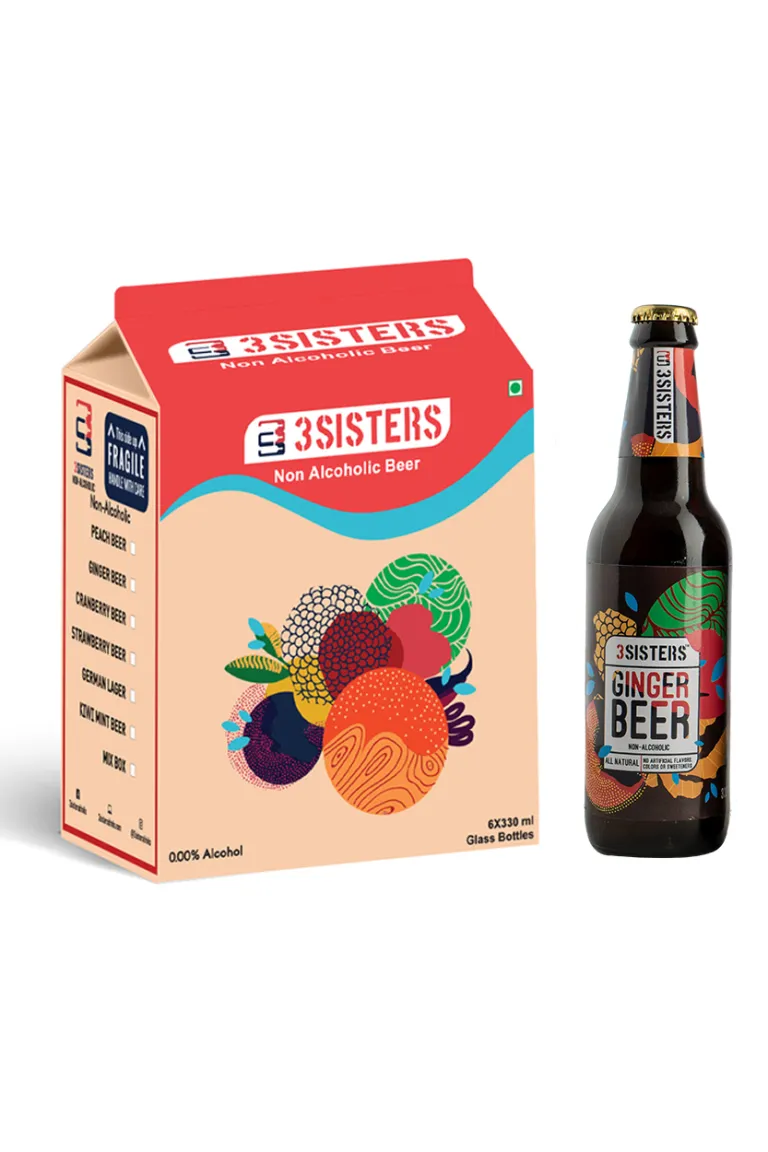 3SISTERS
Non Alcoholic Beer
3SISTERS
Non Alcoholic Beer
3SISTERS
NON-ALCOHOLIC
This side up
FRAGILE
HANDLE WITH CARE
Non-Alcoholic
PEACH BEER
GINGER BEER
CRANBERRY BEER
STRAWBERRY BEER
GERMAN LAGER
KIWI MINT BEER
MIX BOX
0.00% Alcohol
6X330 ml
Glass Bottles
3SISTERS
3SISTERS
GINGER
BEER
NON-ALCOHOLIC
ALL NATURAL
NO ARTIFICIAL FLAVORS,
COLORS OR SWEETENERS